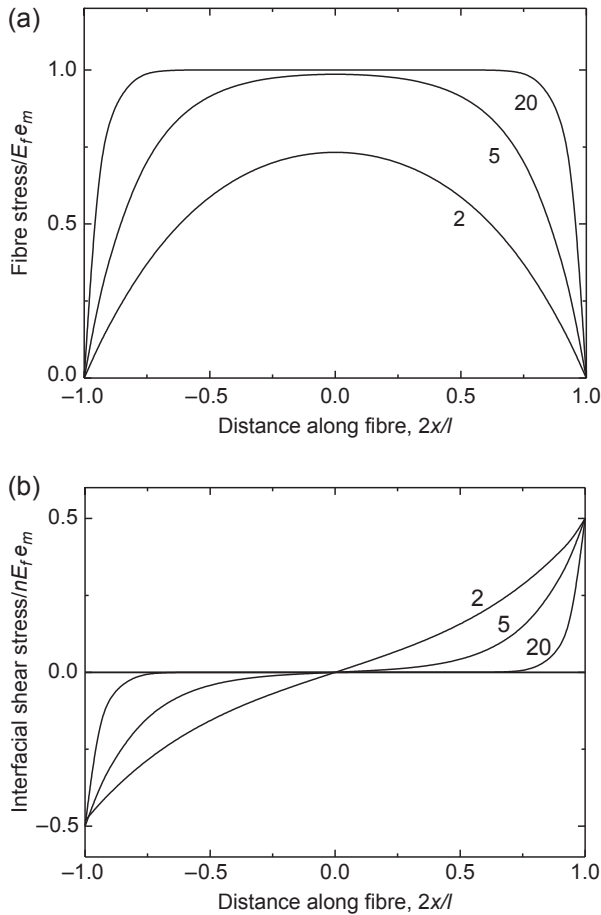 (a)
Fibre stress/E_f e_m
1.0
0.5
0.0
20
5
2
–1.0 –0.5 0.0 0.5 1.0
Distance along fibre, 2x/l
(b)
Interfacial shear stress/nE_f e_m
0.5
0.0
–0.5
2
5
20
–1.0 –0.5 0.0 0.5 1.0
Distance along fibre, 2x/l